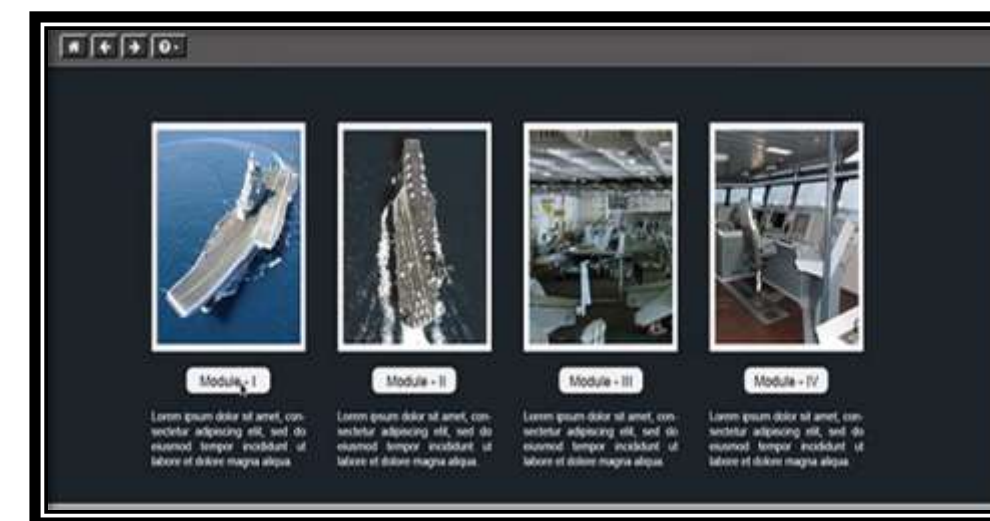 Module - I
Lorem ipsum dolor sit amet, con-
sectetur adipiscing elit, sed do
eiusmod tempor incididunt ut
labore et dolore magna aliqua.
Module - II
Lorem ipsum dolor sit amet, con-
sectetur adipiscing elit, sed do
eiusmod tempor incididunt ut
labore et dolore magna aliqua.
Module - III
Lorem ipsum dolor sit amet, con-
sectetur adipiscing elit, sed do
eiusmod tempor incididunt ut
labore et dolore magna aliqua.
Module - IV
Lorem ipsum dolor sit amet, con-
sectetur adipiscing elit, sed do
eiusmod tempor incididunt ut
labore et dolore magna aliqua.